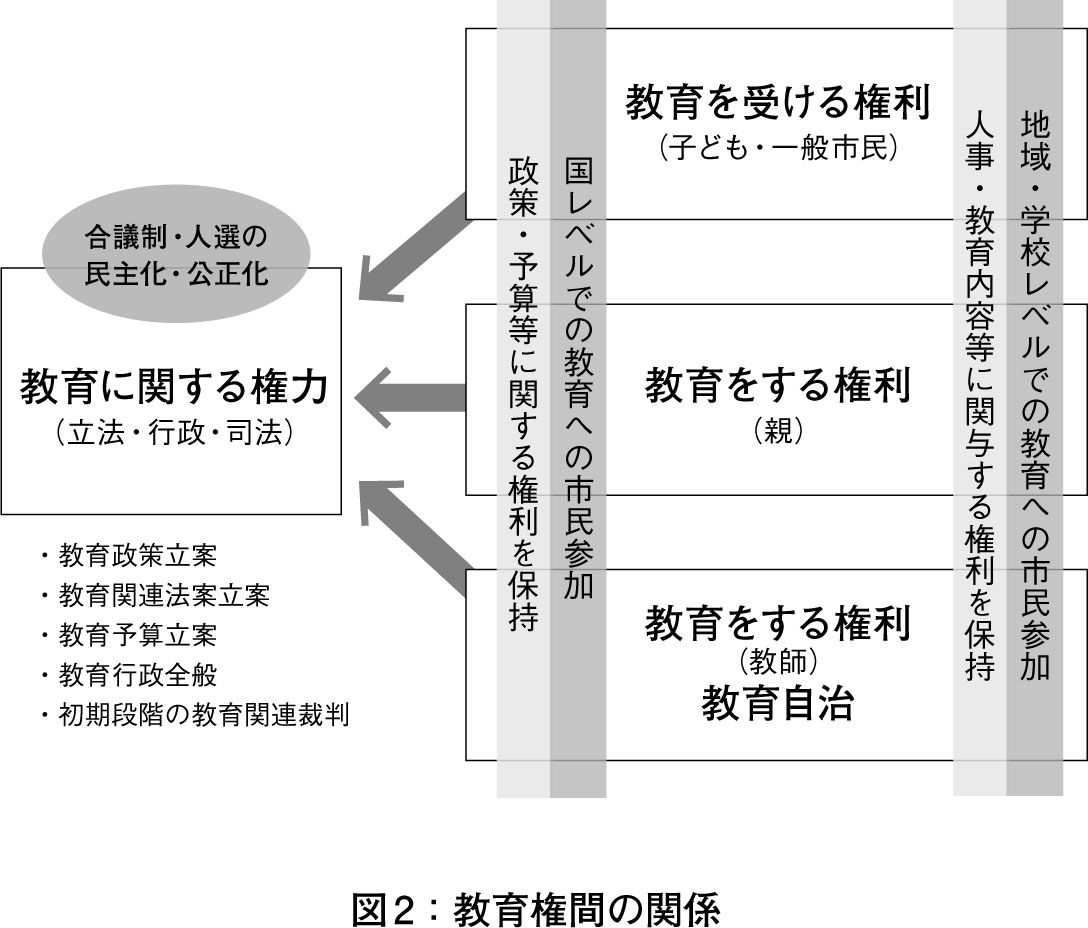 合議制・人選の
民主化・公正化
教育に関する権力
（立法・行政・司法）
・教育政策立案
・教育関連法案立案
・教育予算立案
・教育行政全般
・初期段階の教育関連裁判
国レベルでの教育への市民参加
政策・予算等に関する権利を保持
教育を受ける権利
（子ども・一般市民）
教育をする権利
（親）
教育をする権利
（教師）
教育自治
地域・学校レベルでの教育への市民参加
人事・教育内容等に関与する権利を保持
図2：教育権間の関係